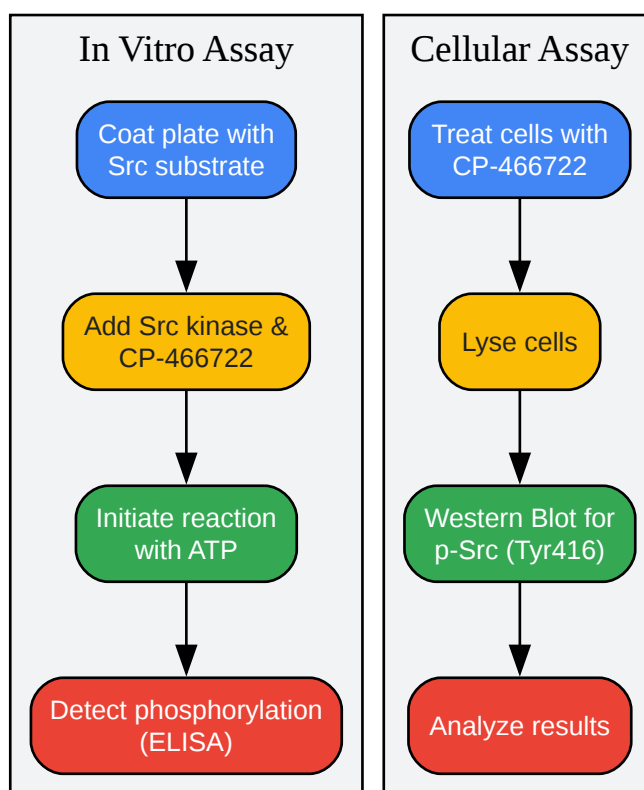 In Vitro Assay
Coat plate with
Src substrate
Add Src kinase &
CP-466722
Initiate reaction
with ATP
Detect phosphorylation
(ELISA)
Cellular Assay
Treat cells with
CP-466722
Lyse cells
Western Blot for
p-Src (Tyr416)
Analyze results